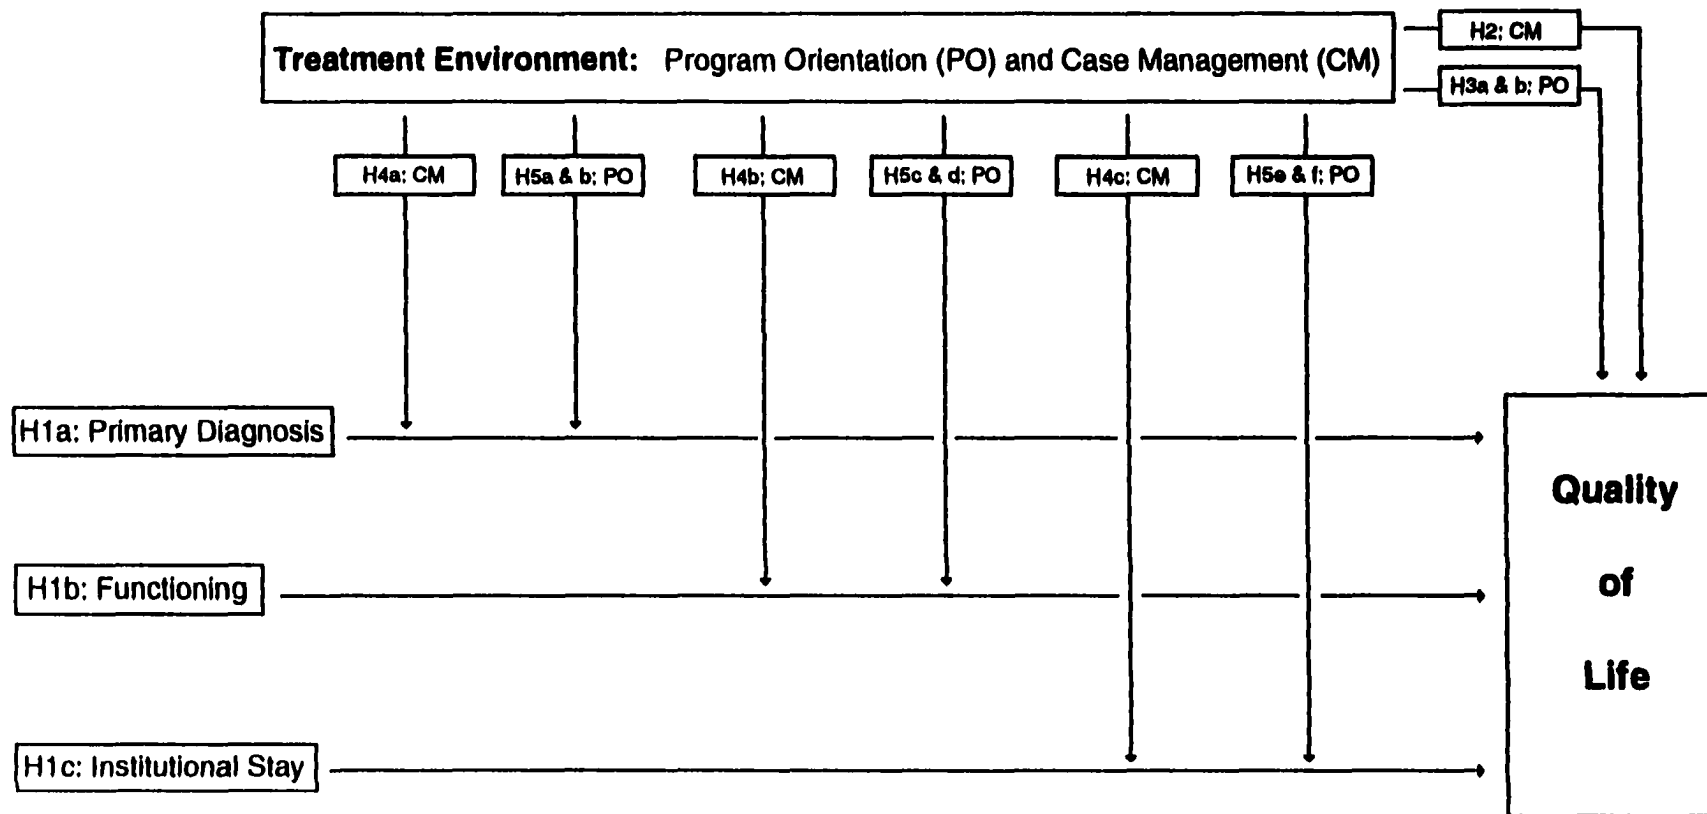 Treatment Environment: Program Orientation (PO) and Case Management (CM)
H2: CM
H3a & b: PO
H4a: CM
H5a & b: PO
H4b: CM
H5c & d: PO
H4c: CM
H5e & f: PO
H1a: Primary Diagnosis
H1b: Functioning
H1c: Institutional Stay
Quality
of
Life